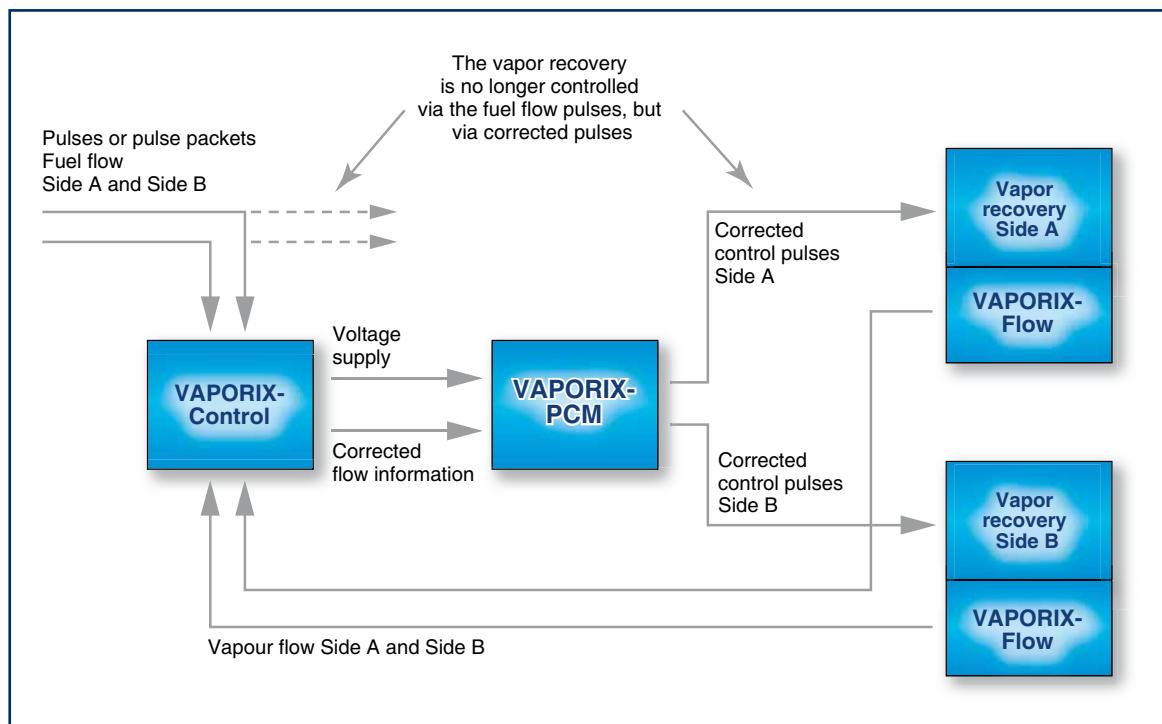 The vapor recovery
is no longer controlled
via the fuel flow pulses, but
via corrected pulses
Pulses or pulse packets
Fuel flow
Side A and Side B
Vapor
recovery
Side A
VAPORIX-
Flow
Corrected
control pulses
Side A
Voltage
supply
VAPORIX-
Control
VAPORIX-
PCM
Corrected
flow information
Corrected
control pulses
Side B
Vapor
recovery
Side B
VAPORIX-
Flow
Vapour flow Side A and Side B